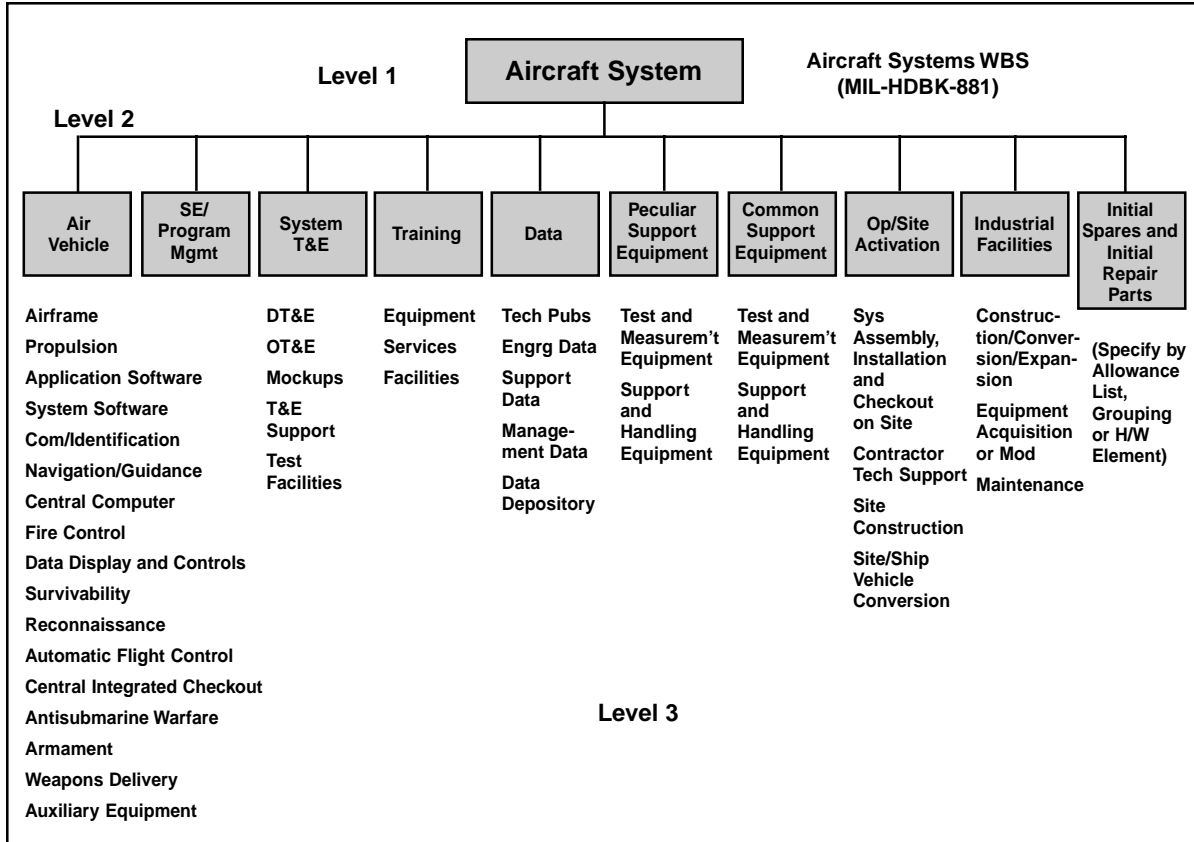 Level 1
Aircraft System
Aircraft Systems WBS
(MIL-HDBK-881)
Level 2
Air
Vehicle
SE/
Program
Mgmt
System
T&E
Training
Data
Peculiar
Support
Equipment
Common
Support
Equipment
Op/Site
Activation
Industrial
Facilities
Initial
Spares and
Initial
Repair
Parts
Airframe
Propulsion
Application Software
System Software
Com/Identification
Navigation/Guidance
Central Computer
Fire Control
Data Display and Controls
Survivability
Reconnaissance
Automatic Flight Control
Central Integrated Checkout
Antisubmarine Warfare
Armament
Weapons Delivery
Auxiliary Equipment
DT&E
OT&E
Mockups
T&E
Support
Test
Facilities
Equipment
Services
Facilities
Tech Pubs
Engrg Data
Support
Data
Manage-
ment Data
Data
Depository
Test and
Measurem't
Equipment
Support
and
Handling
Equipment
Test and
Measurem't
Equipment
Support
and
Handling
Equipment
Sys
Assembly,
Installation
and
Checkout
on Site
Contractor
Tech Support
Site
Construction
Site/Ship
Vehicle
Conversion
Construc-
tion/Conver-
sion/Expan-
sion
Equipment
Acquisition
or Mod
Maintenance
(Specify by
Allowance
List,
Grouping
or H/W
Element)
Level 3